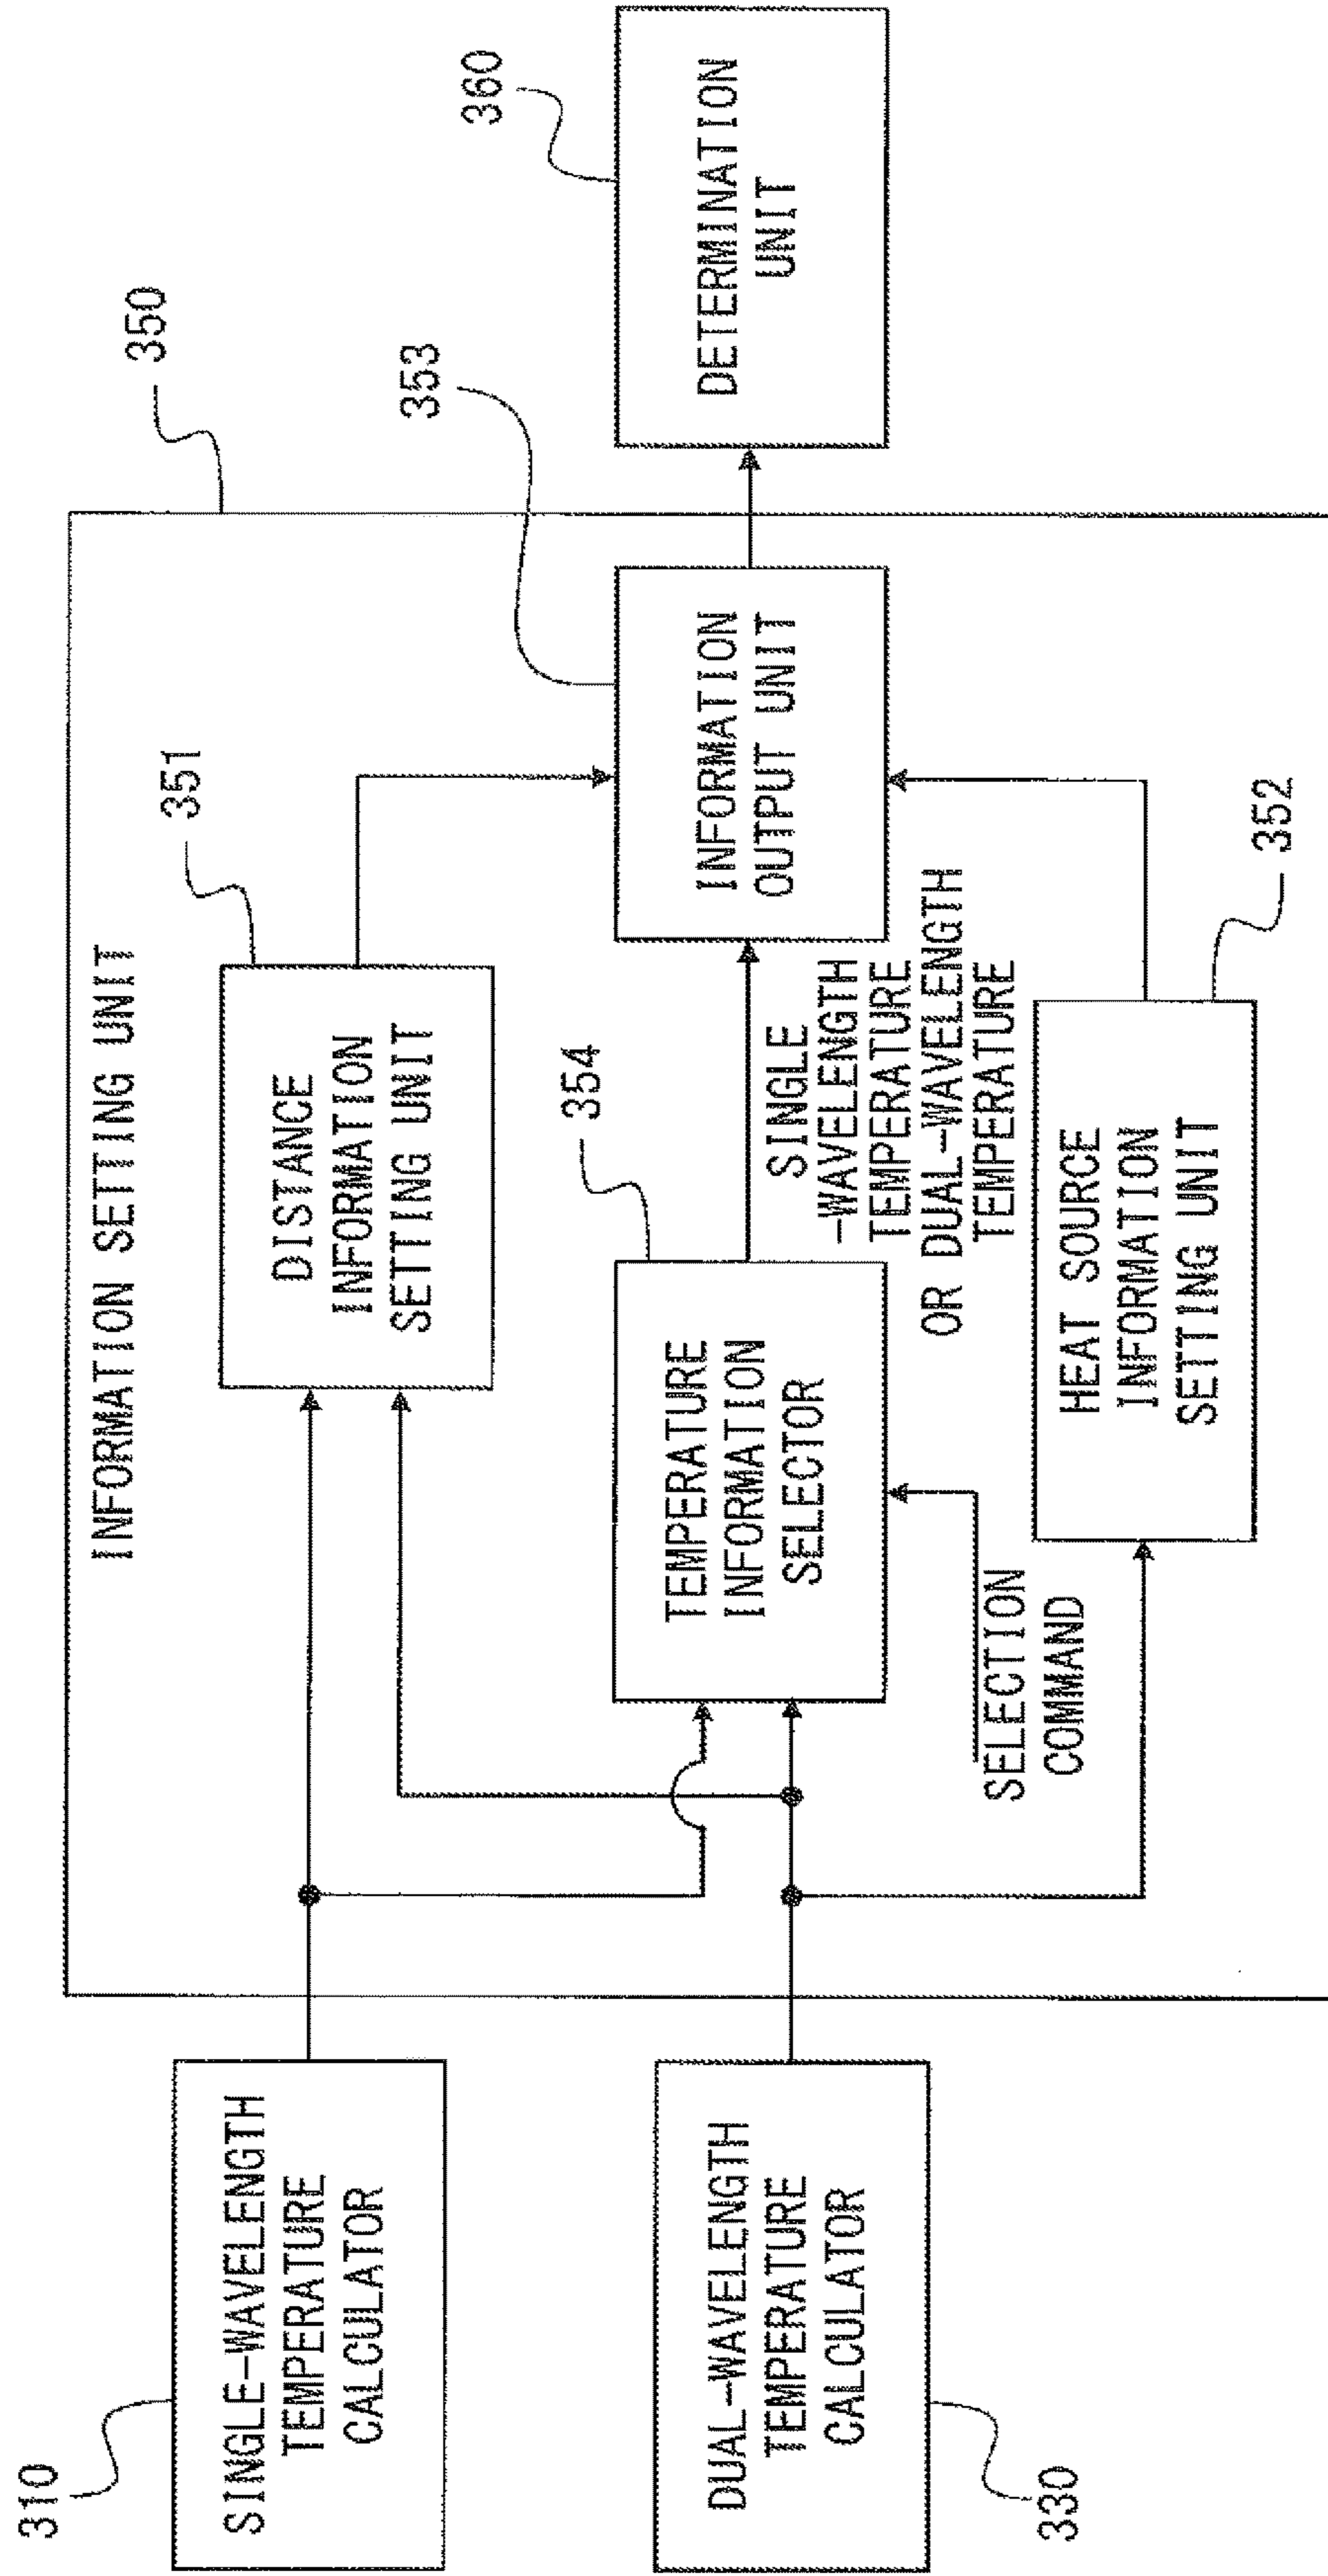 INFORMATION SETTING UNIT
350
310
SINGLE-WAVELENGTH
TEMPERATURE
CALCULATOR
351
DISTANCE
INFORMATION
SETTING UNIT
353
360
354
TEMPERATURE
INFORMATION
SELECTOR
INFORMATION
OUTPUT UNIT
DETERMINATION
UNIT
SINGLE
-WAVELENGTH
TEMPERATURE
OR DUAL-WAVELENGTH
TEMPERATURE
DUAL-WAVELENGTH
TEMPERATURE
CALCULATOR
330
SELECTION
COMMAND
HEAT SOURCE
INFORMATION
SETTING UNIT
352